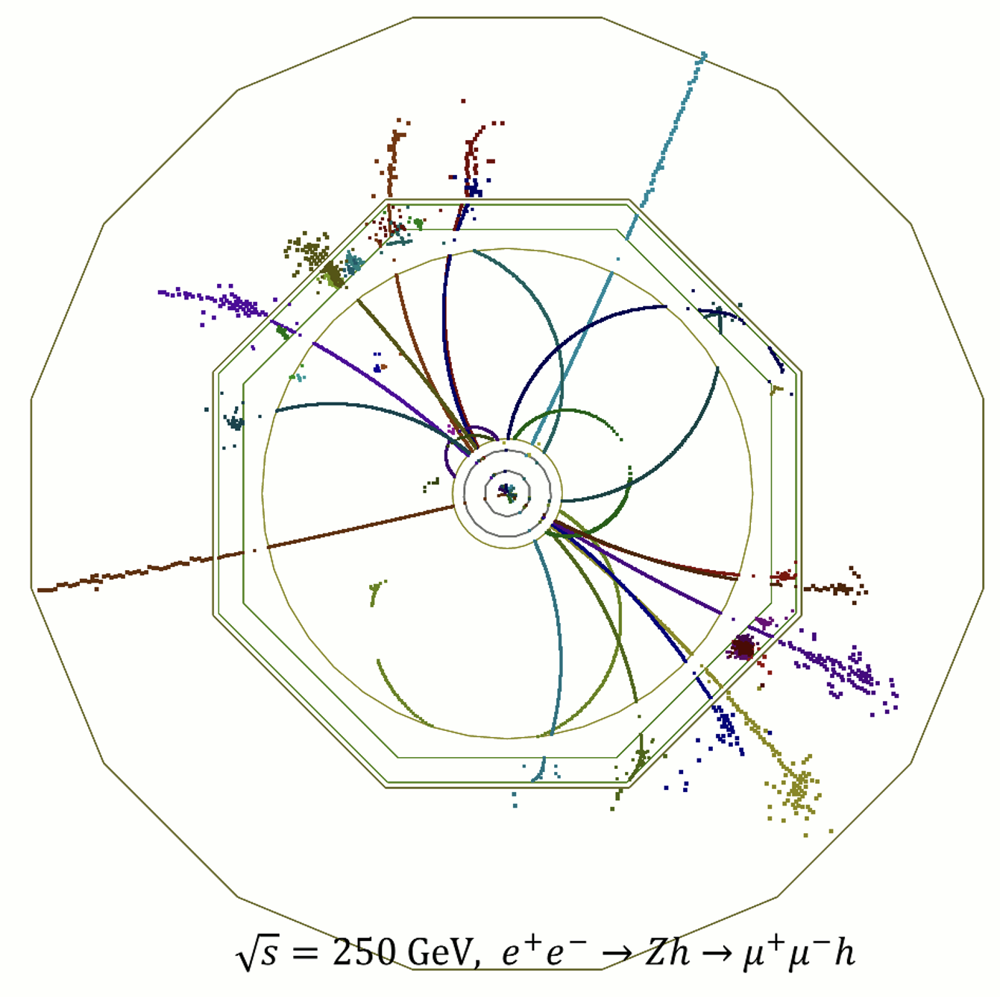 √s = 250 GeV, e⁺e⁻ → Zh → μ⁺μ⁻h